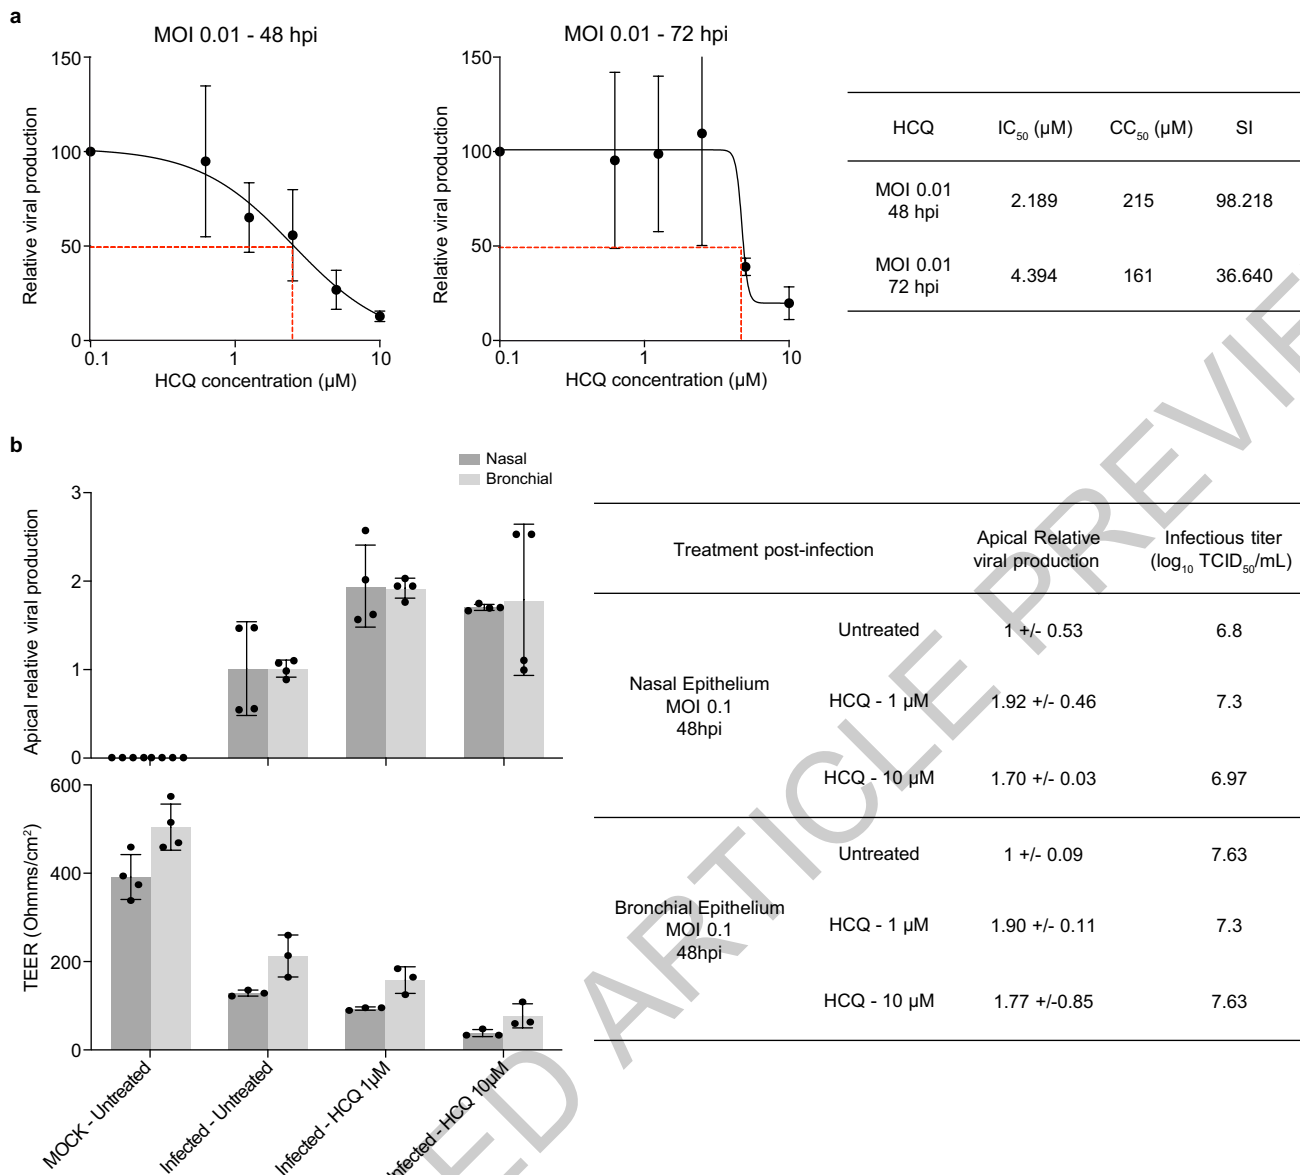 a
MOI 0.01 - 48 hpi
MOI 0.01 - 72 hpi
150
100
50
0
0.1
1
10
Relative viral production
HCQ concentration (µM)
150
100
50
0
0.1
1
10
Relative viral production
HCQ concentration (µM)
HCQ IC50 (µM) CC50 (µM) SI
MOI 0.01
48 hpi
2.189 215 98.218
MOI 0.01
72 hpi
4.394 161 36.640
b
Nasal
Bronchial
3
2
1
0
Apical relative viral production
600
400
200
0
TEER (Ohmms/cm²)
MOCK - Untreated
Infected - Untreated
Infected - HCQ 1µM
Infected - HCQ 10µM
Treatment post-infection
Apical Relative
viral production
Infectious titer
(log10 TCID50/mL)
Nasal Epithelium
MOI 0.1
48hpi
Untreated 1 +/- 0.53 6.8
HCQ - 1 µM 1.92 +/- 0.46 7.3
HCQ - 10 µM 1.70 +/- 0.03 6.97
Bronchial Epithelium
MOI 0.1
48hpi
Untreated 1 +/- 0.09 7.63
HCQ - 1 µM 1.90 +/- 0.11 7.3
HCQ - 10 µM 1.77 +/-0.85 7.63
ED ARTICLE PREVIE